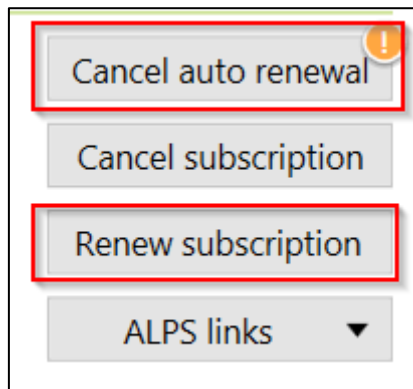 Cancel auto renewal
!
Cancel subscription
Renew subscription
ALPS links